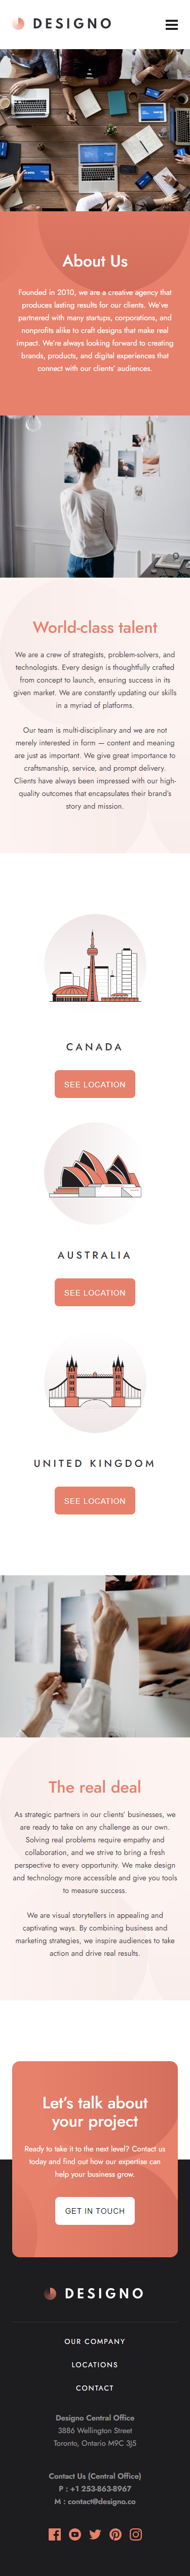 DESIGNO
About Us
Founded in 2010, we are a creative agency that
produces lasting results for our clients. We've
partnered with many startups, corporations, and
nonprofits alike to craft designs that make real
impact. We're always looking forward to creating
brands, products, and digital experiences that
connect with our clients' audiences.
World-class talent
We are a crew of strategists, problem-solvers, and
technologists. Every design is thoughtfully crafted
from concept to launch, ensuring success in its
given market. We are constantly updating our skills
in a myriad of platforms.
Our team is multi-disciplinary and we are not
merely interested in form — content and meaning
are just as important. We give great importance to
craftsmanship, service, and prompt delivery.
Clients have always been impressed with our high-
quality outcomes that encapsulates their brand's
story and mission.
CANADA
SEE LOCATION
AUSTRALIA
SEE LOCATION
UNITED KINGDOM
SEE LOCATION
The real deal
As strategic partners in our clients' businesses, we
are ready to take on any challenge as our own.
Solving real problems require empathy and
collaboration, and we strive to bring a fresh
perspective to every opportunity. We make design
and technology more accessible and give you tools
to measure success.
We are visual storytellers in appealing and
captivating ways. By combining business and
marketing strategies, we inspire audiences to take
action and drive real results.
Let's talk about
your project
Ready to take it to the next level? Contact us
today and find out how our expertise can
help your business grow.
GET IN TOUCH
DESIGNO
OUR COMPANY
LOCATIONS
CONTACT
Designo Central Office
3886 Wellington Street
Toronto, Ontario M9C 3J5
Contact Us (Central Office)
P : +1 253-863-8967
M : contact@designo.co